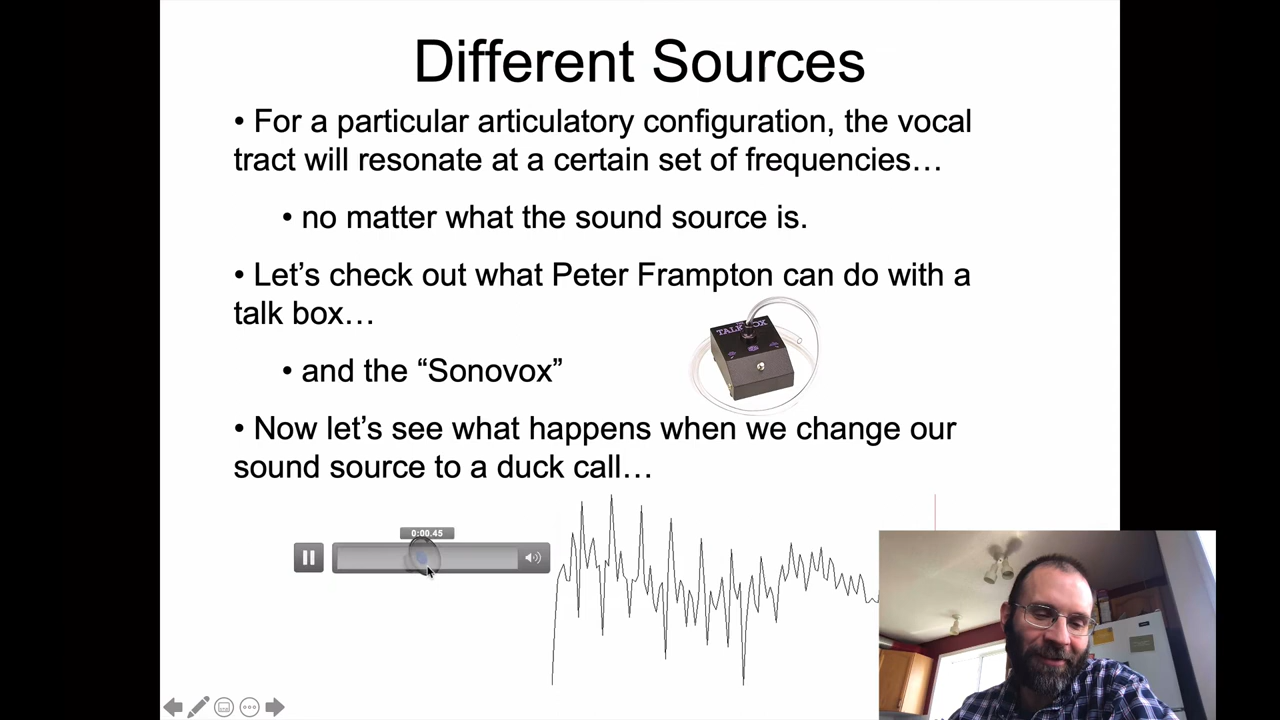 Different Sources
• For a particular articulatory configuration, the vocal
tract will resonate at a certain set of frequencies…
• no matter what the sound source is.
• Let’s check out what Peter Frampton can do with a
talk box…
TALK BOX
• and the “Sonovox”
• Now let’s see what happens when we change our
sound source to a duck call…
0:00.45